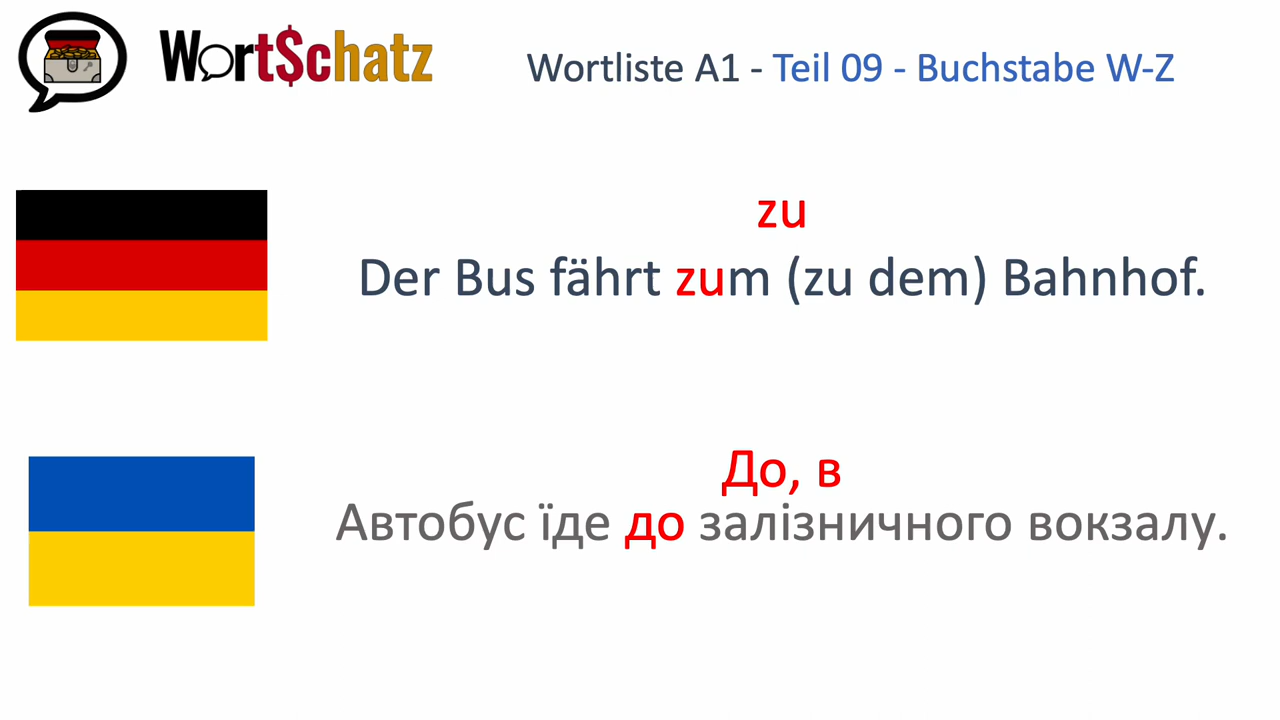 Wort$chatz
Wortliste A1 - Teil 09 - Buchstabe W-Z
zu
Der Bus fährt zum (zu dem) Bahnhof.
До, в
Автобус їде до залізничного вокзалу.